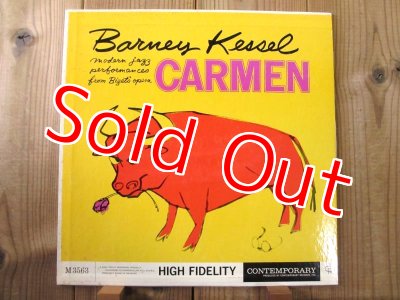 Barney Kessel
modern jazz
performances
from Bizet's opera
CARMEN
Sold Out
M3563
HIGH FIDELITY
CONTEMPORARY